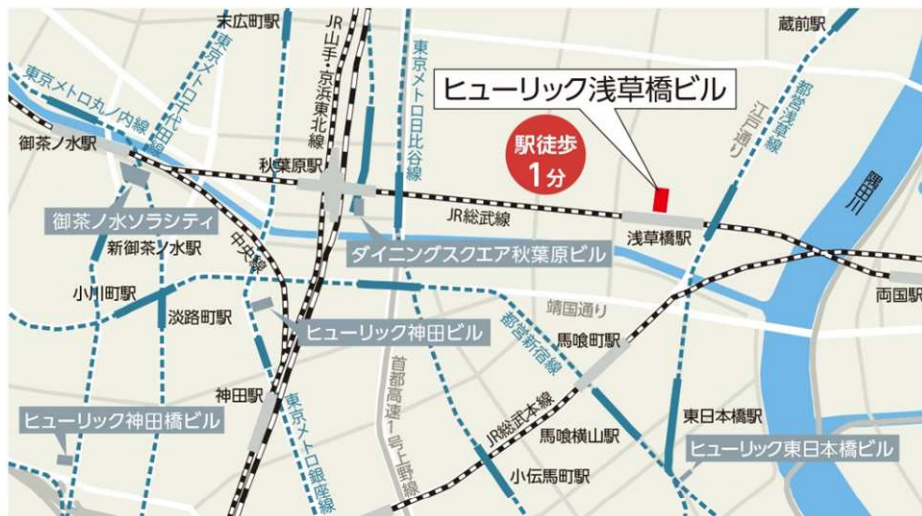 末広町駅
JR山手・京浜東北線
東京メトロ日比谷線
蔵前駅
東京メトロ丸ノ内線
東京メトロ千代田線
ヒューリック浅草橋ビル
江戸通り
都営浅草線
御茶ノ水駅
秋葉原駅
駅徒歩
1分
隅田川
JR総武線
浅草橋駅
御茶ノ水ソラシティ
新御茶ノ水駅
中央線
ダイニングスクエア秋葉原ビル
両国駅
小川町駅
淡路町駅
ヒューリック神田ビル
靖国通り
都営新宿線
馬喰町駅
神田駅
首都高速1号上野線
JR総武本線
東日本橋駅
ヒューリック神田橋ビル
東京メトロ銀座線
馬喰横山駅
ヒューリック東日本橋ビル
小伝馬町駅